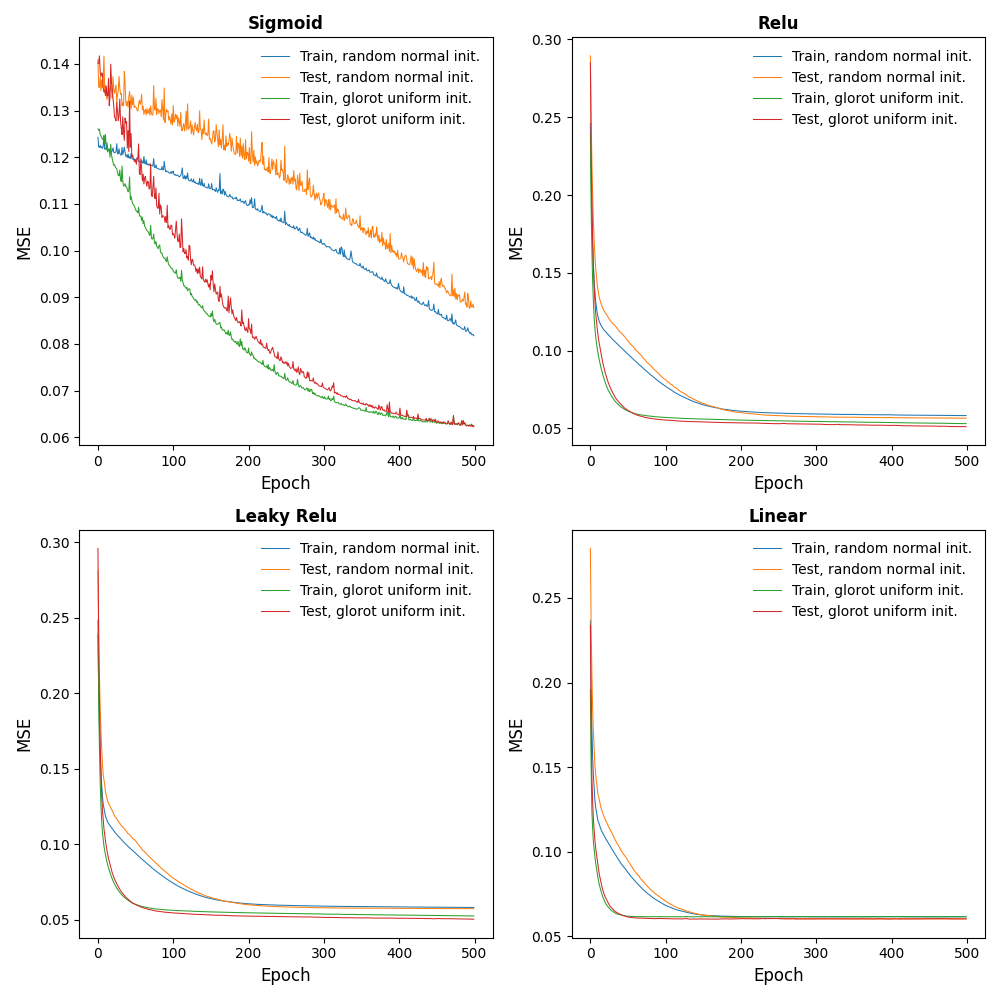 Sigmoid
Train, random normal init.
Test, random normal init.
Train, glorot uniform init.
Test, glorot uniform init.
0.14
0.13
0.12
0.11
0.10
0.09
0.08
0.07
0.06
MSE
0 100 200 300 400 500
Epoch
Relu
Train, random normal init.
Test, random normal init.
Train, glorot uniform init.
Test, glorot uniform init.
0.30
0.25
0.20
0.15
0.10
0.05
MSE
0 100 200 300 400 500
Epoch
Leaky Relu
Train, random normal init.
Test, random normal init.
Train, glorot uniform init.
Test, glorot uniform init.
0.30
0.25
0.20
0.15
0.10
0.05
MSE
0 100 200 300 400 500
Epoch
Linear
Train, random normal init.
Test, random normal init.
Train, glorot uniform init.
Test, glorot uniform init.
0.25
0.20
0.15
0.10
0.05
MSE
0 100 200 300 400 500
Epoch